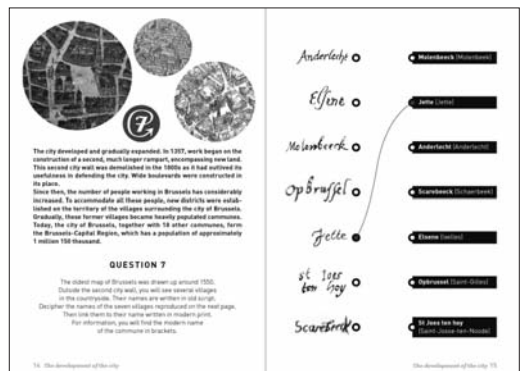 7
The city developed and gradually expanded. In 1357, work began on the
construction of a second, much longer rampart, encompassing new land.
This second city wall was demolished in the 1800s as it had outlived its
usefulness in defending the city. Wide boulevards were constructed in
its place.
Since then, the number of people working in Brussels has considerably
increased. To accommodate all these people, new districts were estab-
lished on the territory of the villages surrounding the city of Brussels.
Gradually, these former villages became heavily populated communes.
Today, the city of Brussels, together with 18 other communes, form
the Brussels-Capital Region, which has a population of approximately
1 million 150 thousand.
QUESTION 7
The oldest map of Brussels was drawn up around 1550.
Outside the second city wall, you will see several villages
in the countryside. Their names are written in old script.
Decipher the names of the seven villages reproduced on the next page.
Then link them to their name written in modern print.
For information, you will find the modern name
of the commune in brackets.
14 The development of the city
Anderlecht
Elsene
Molenbeeck
Opbrussel
Jette
st Joes
ten hoy
Scarebeeck
Molenbeeck (Molenbeek)
Jette (Jette)
Anderlecht (Anderlecht)
Scarebeeck (Schaerbeek)
Elsene (Ixelles)
Opbrussel (Saint-Gilles)
St Joes ten hoy
(Saint-Josse-ten-Noode)
The development of the city 15